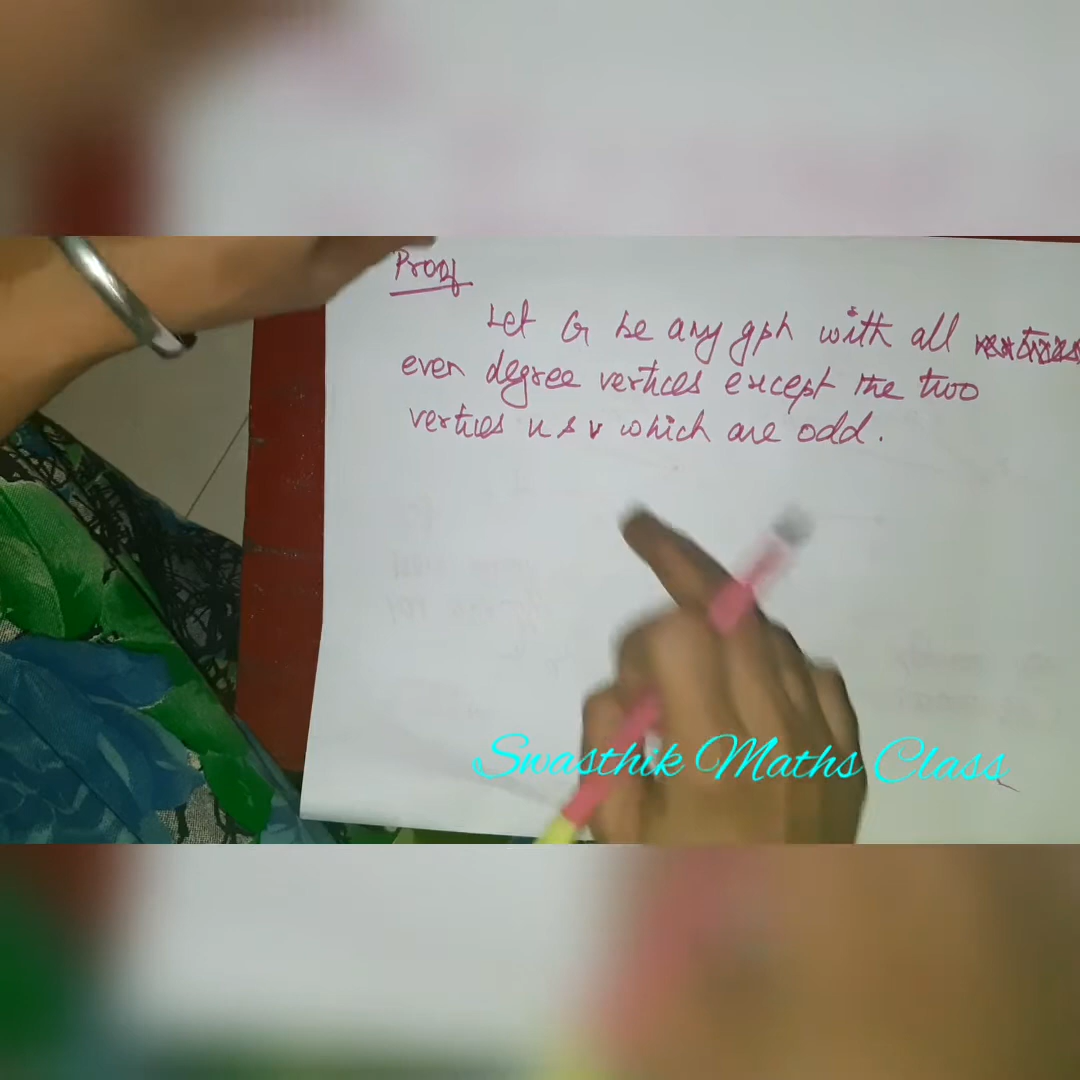 Proof
Let G be any gph with all
even degree vertices except the two
verties u & v which are odd.
Swasthik Maths Class